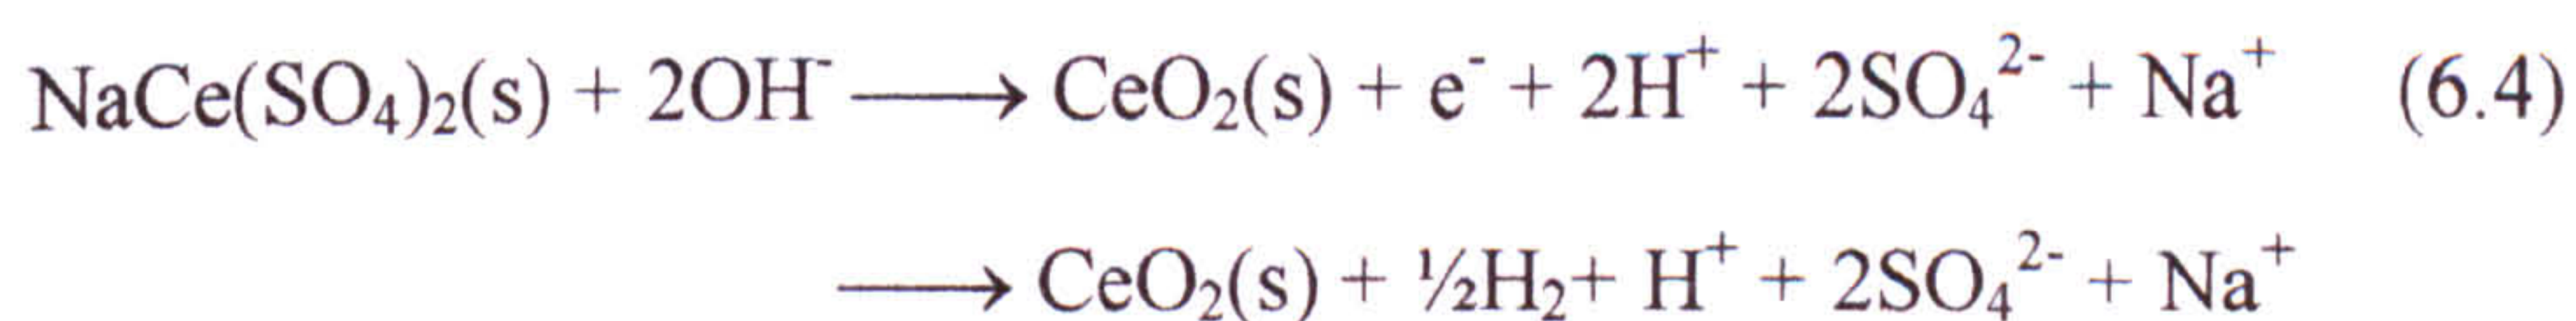 NaCe(SO₄)₂(s) + 2OH⁻ ⟶ CeO₂(s) + e⁻ + 2H⁺ + 2SO₄²⁻ + Na⁺ (6.4)
⟶ CeO₂(s) + ½H₂+ H⁺ + 2SO₄²⁻ + Na⁺